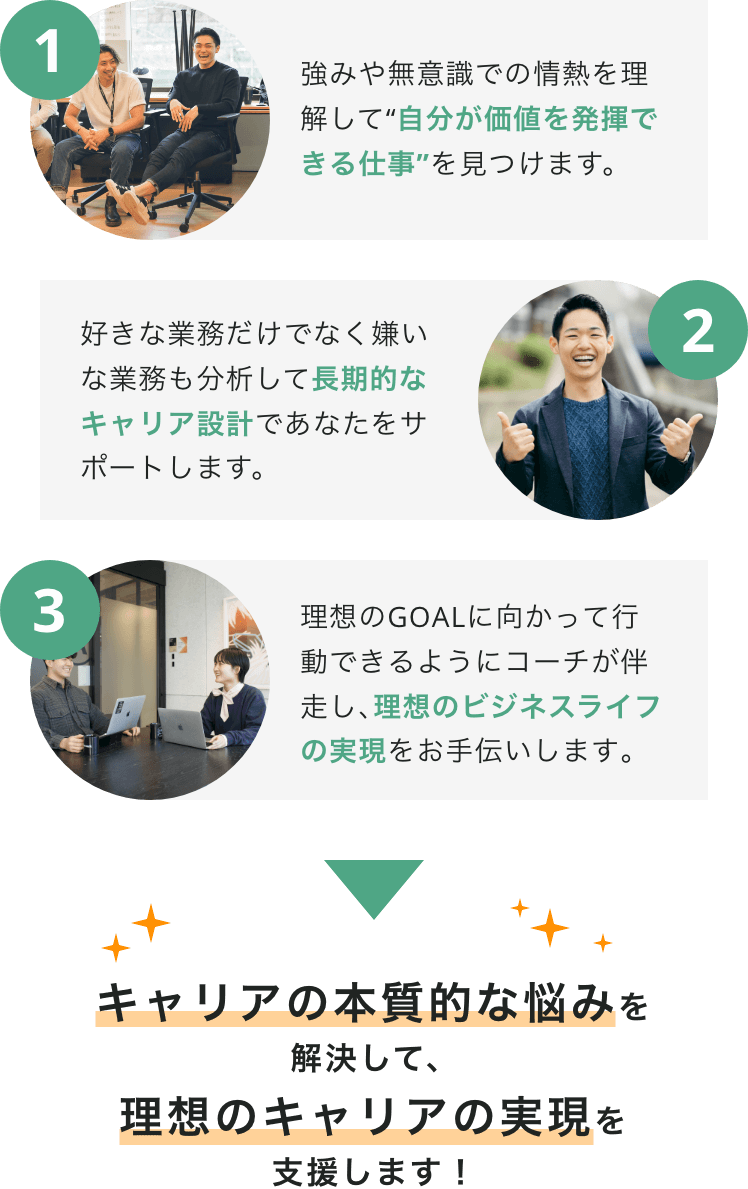 1
強みや無意識での情熱を理
解して“自分が価値を発揮で
きる仕事”を見つけます。
2
好きな業務だけでなく嫌い
な業務も分析して長期的な
キャリア設計であなたをサ
ポートします。
3
理想のGOALに向かって行
動できるようにコーチが伴
走し、理想のビジネスライフ
の実現をお手伝いします。
キャリアの本質的な悩みを
解決して、
理想のキャリアの実現を
支援します！